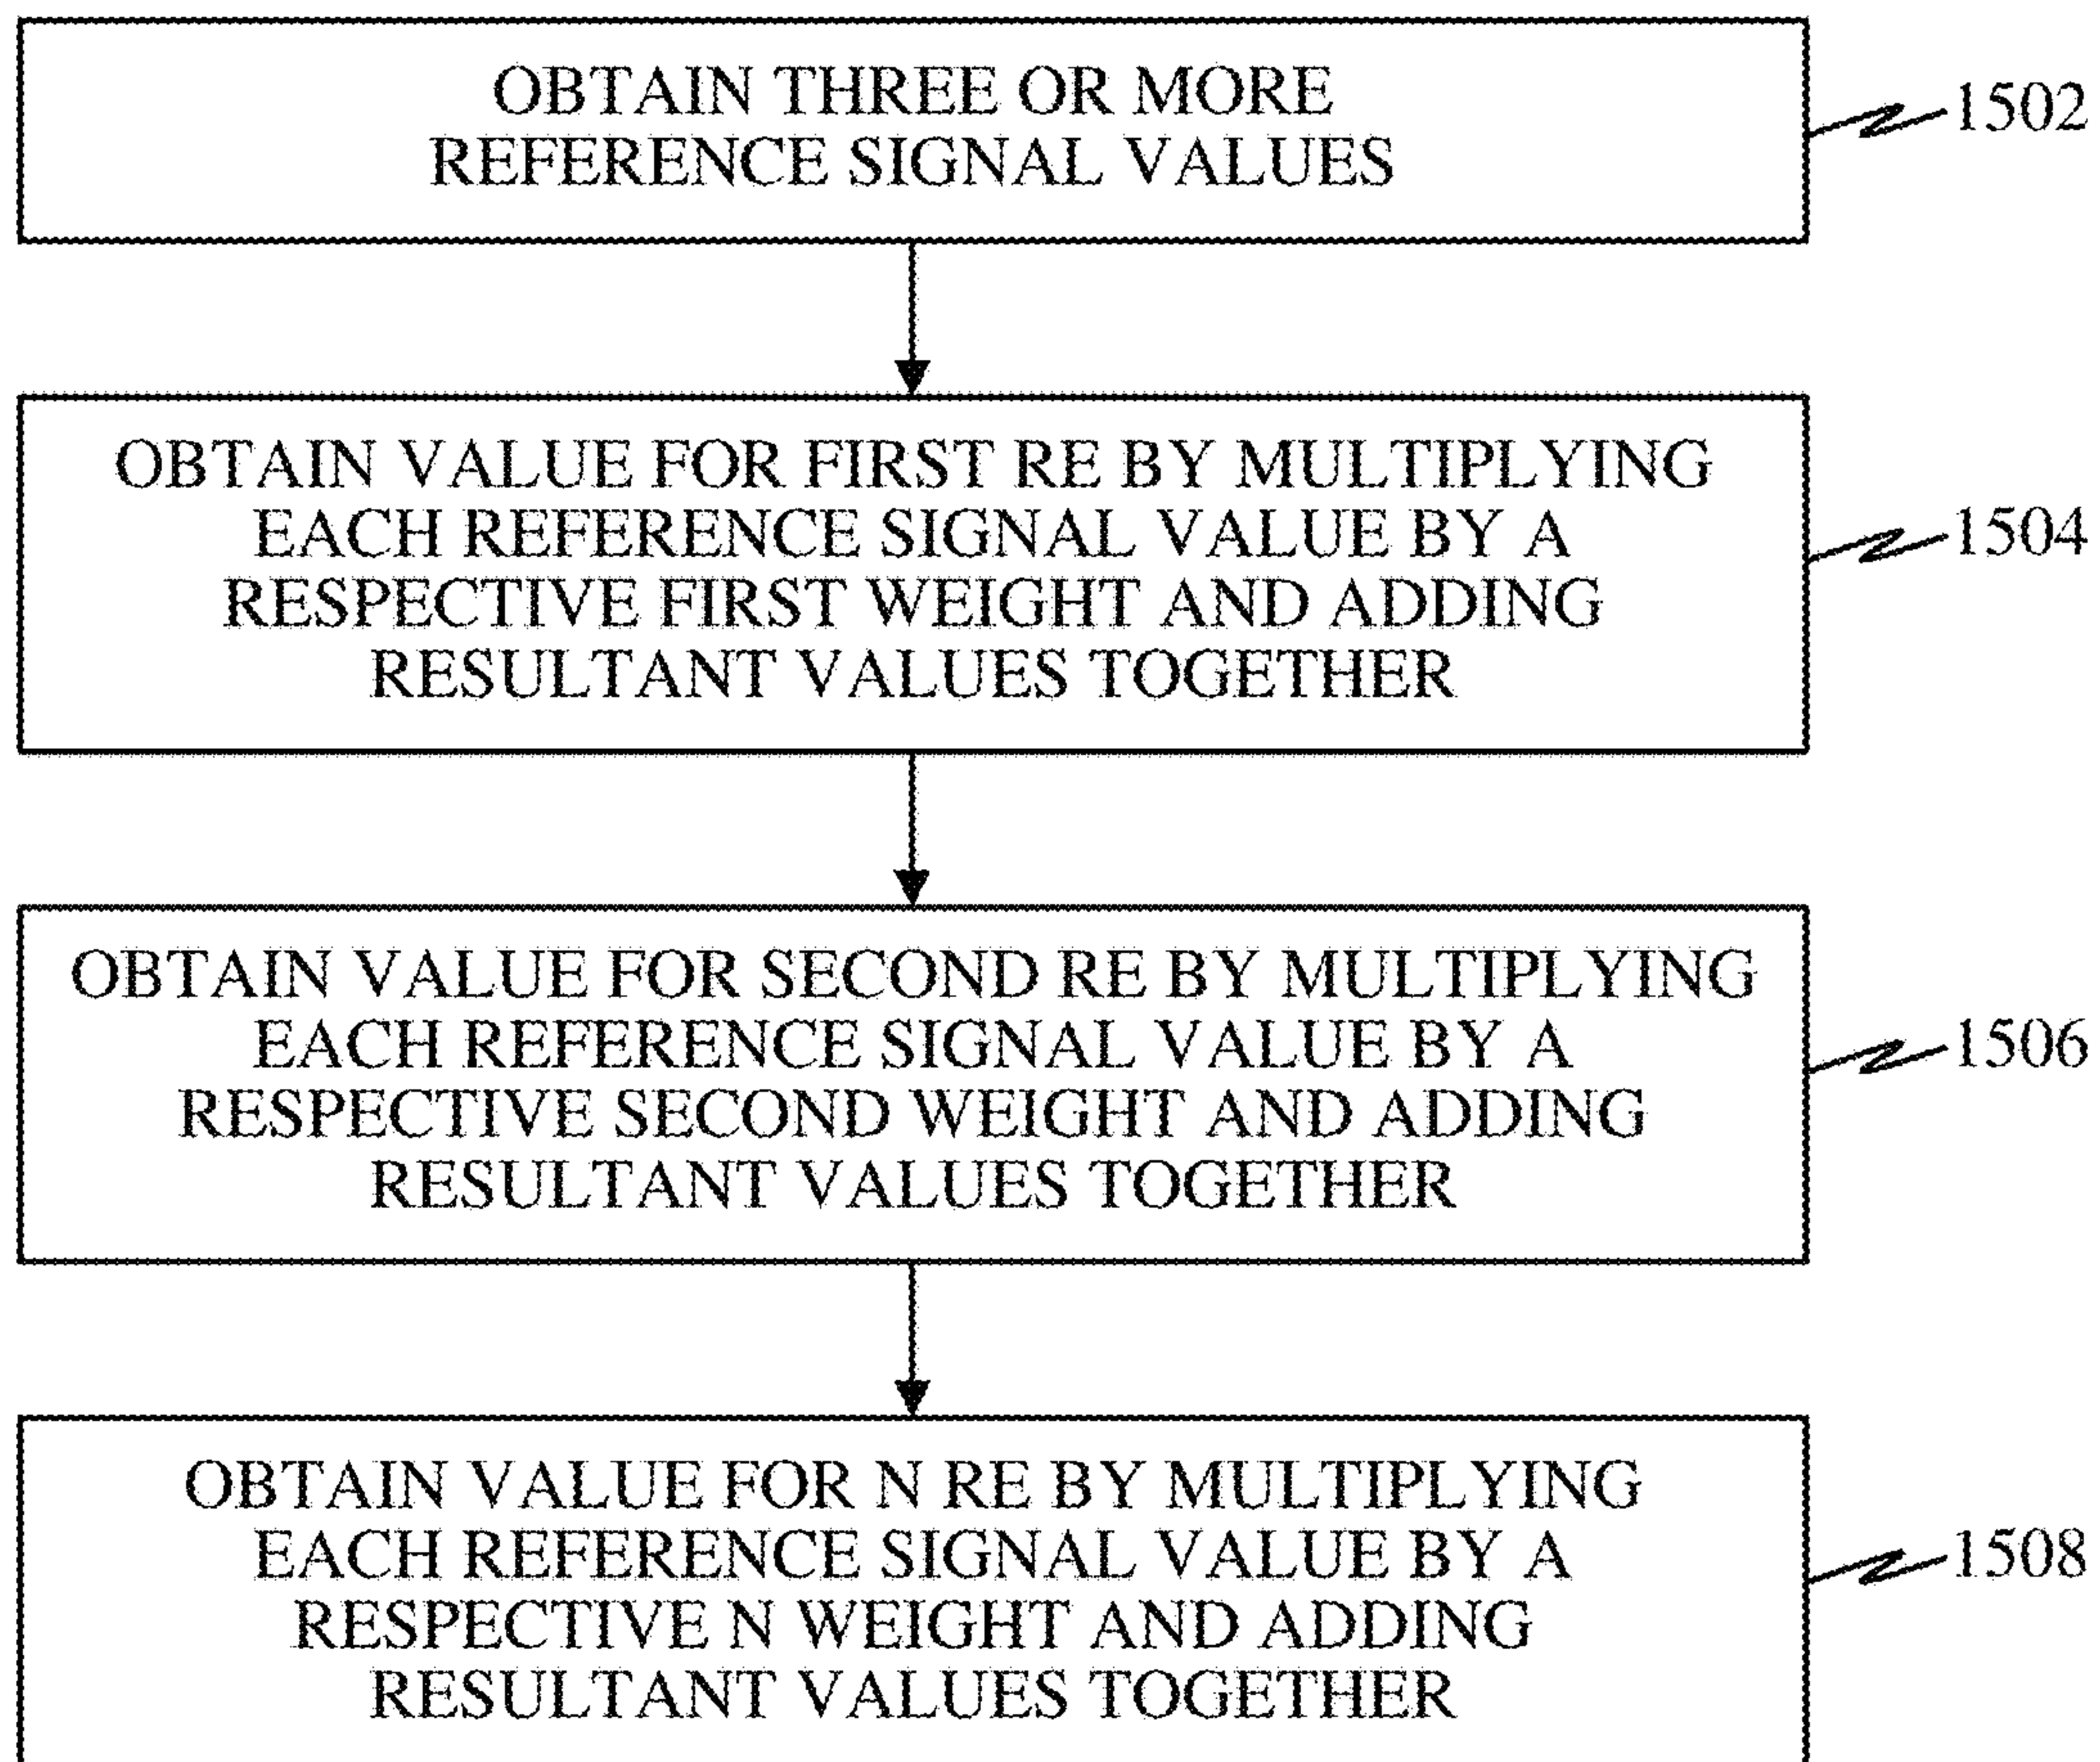 OBTAIN THREE OR MORE
REFERENCE SIGNAL VALUES
1502
OBTAIN VALUE FOR FIRST RE BY MULTIPLYING
EACH REFERENCE SIGNAL VALUE BY A
RESPECTIVE FIRST WEIGHT AND ADDING
RESULTANT VALUES TOGETHER
1504
OBTAIN VALUE FOR SECOND RE BY MULTIPLYING
EACH REFERENCE SIGNAL VALUE BY A
RESPECTIVE SECOND WEIGHT AND ADDING
RESULTANT VALUES TOGETHER
1506
OBTAIN VALUE FOR N RE BY MULTIPLYING
EACH REFERENCE SIGNAL VALUE BY A
RESPECTIVE N WEIGHT AND ADDING
RESULTANT VALUES TOGETHER
1508